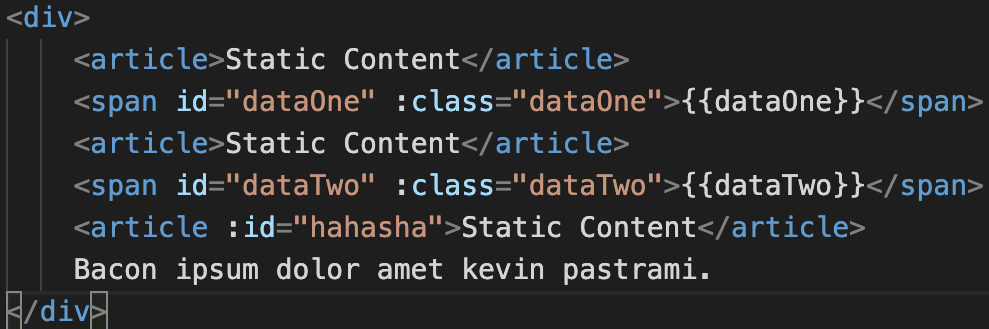 <div>
<article>Static Content</article>
<span id="dataOne" :class="dataOne">{{dataOne}}</span>
<article>Static Content</article>
<span id="dataTwo" :class="dataTwo">{{dataTwo}}</span>
<article :id="hahasha">Static Content</article>
Bacon ipsum dolor amet kevin pastrami.
</div>